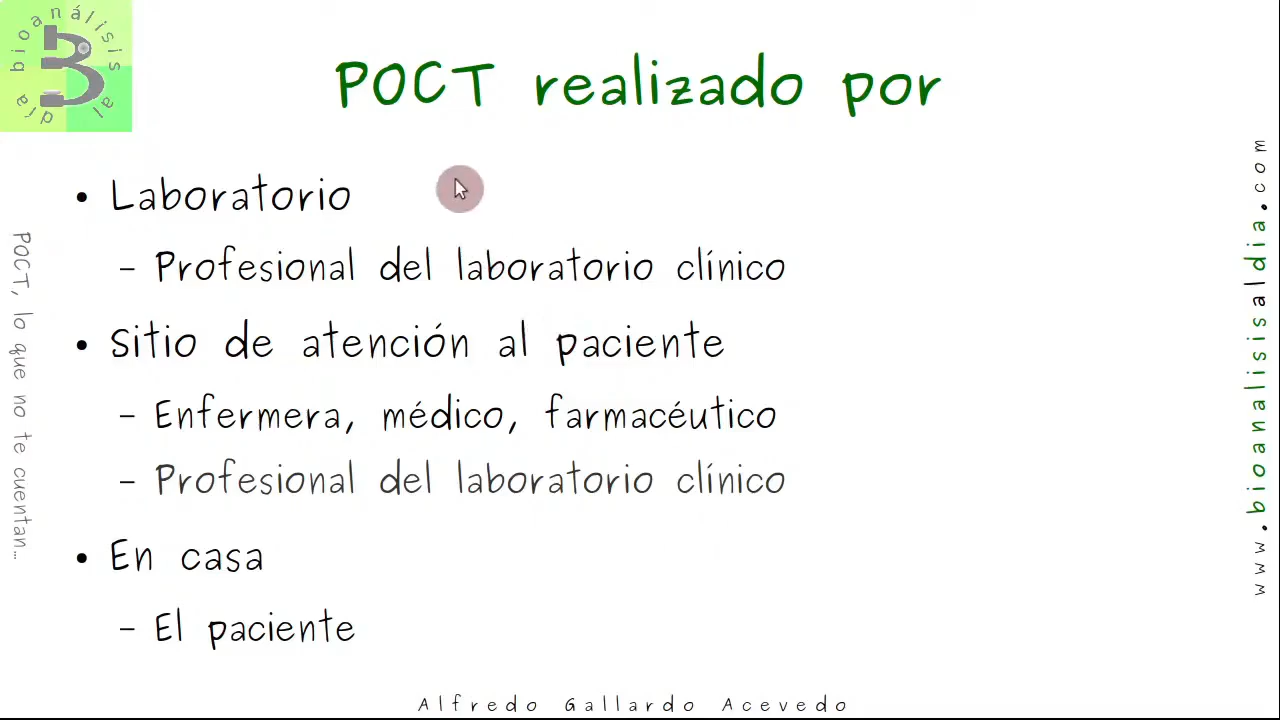 bioanálisis al día
POCT realizado por
• Laboratorio
– Profesional del laboratorio clínico
• Sitio de atención al paciente
– Enfermera, médico, farmacéutico
– Profesional del laboratorio clínico
• En casa
– El paciente
POCT, lo que no te cuentan...
www.bioanalisisaldia.com
Alfredo Gallardo Acevedo